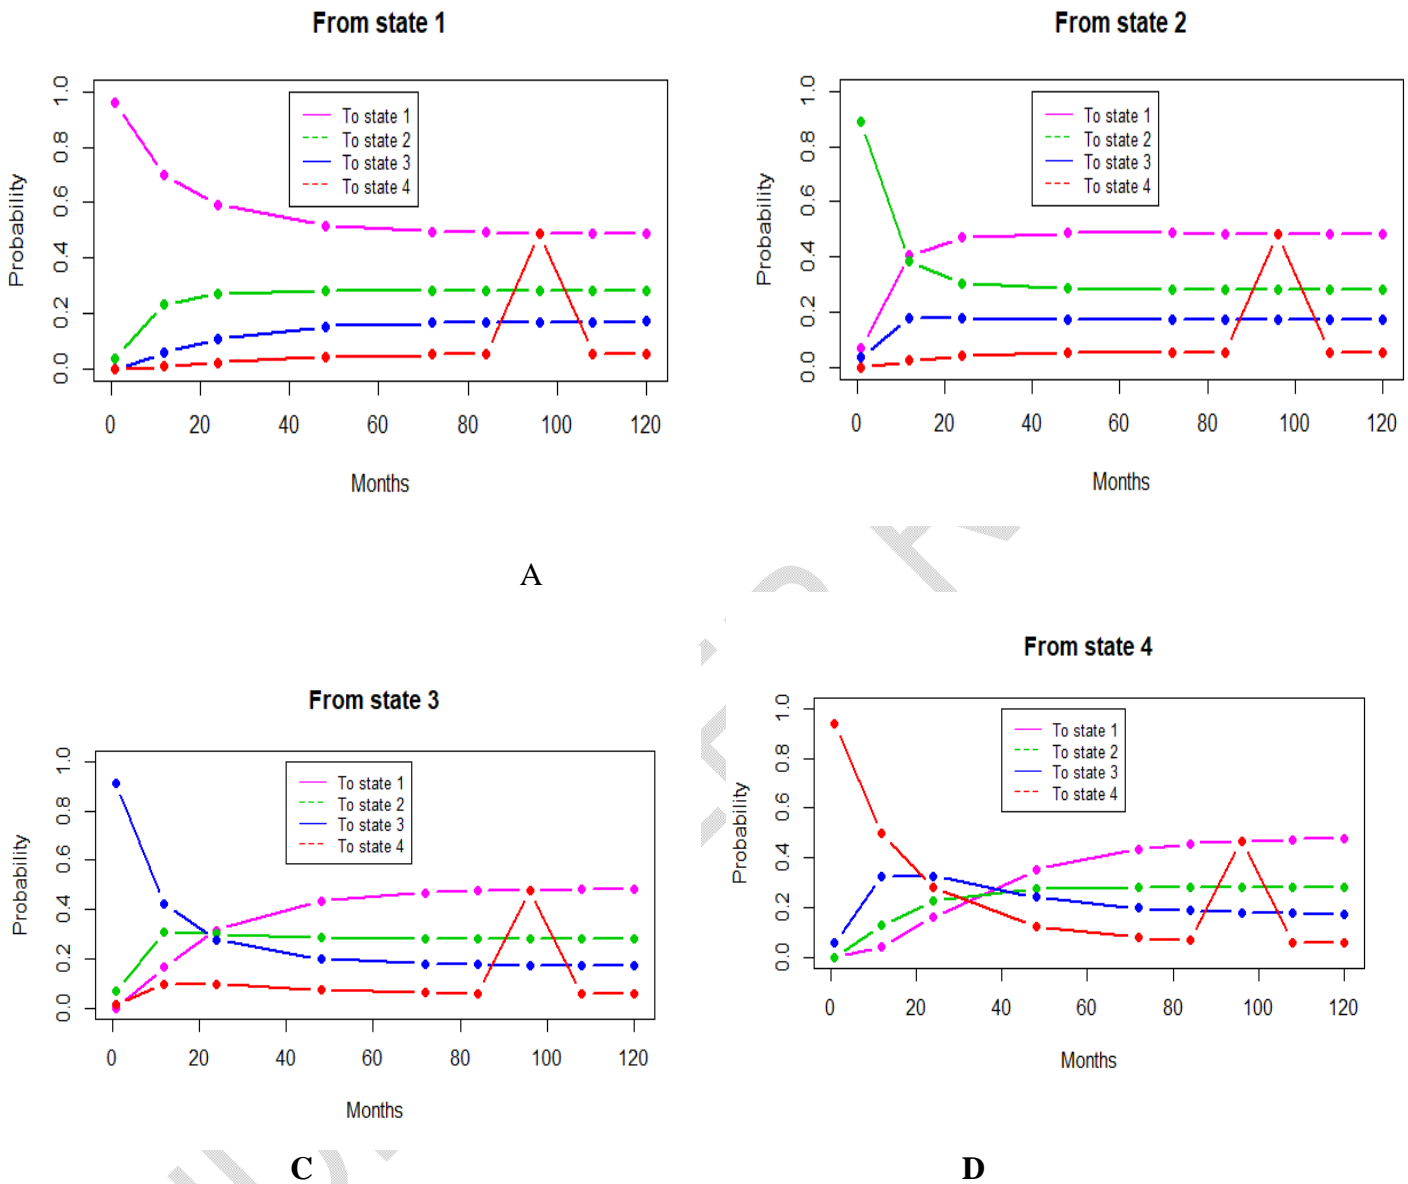 From state 1
1.0
0.8
0.6
0.4
0.2
0.0
Probability
To state 1
To state 2
To state 3
To state 4
0 20 40 60 80 100 120
Months
From state 2
1.0
0.8
0.6
0.4
0.2
0.0
Probability
To state 1
To state 2
To state 3
To state 4
0 20 40 60 80 100 120
Months
A
From state 3
1.0
0.8
0.6
0.4
0.2
0.0
Probability
To state 1
To state 2
To state 3
To state 4
0 20 40 60 80 100 120
Months
C
From state 4
1.0
0.8
0.6
0.4
0.2
0.0
Probability
To state 1
To state 2
To state 3
To state 4
0 20 40 60 80 100 120
Months
D